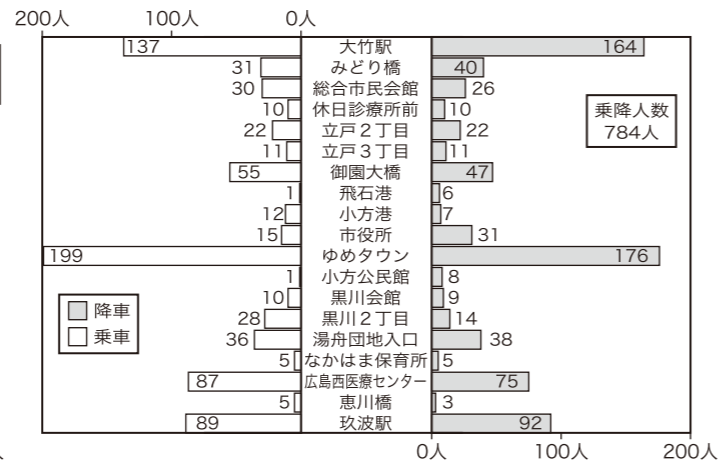 200人 100人 0人
137 大竹駅 164
31 みどり橋 40
30 総合市民会館 26
10 休日診療所前 10
22 立戸２丁目 22
11 立戸３丁目 11
55 御園大橋 47
1 飛石港 6
12 小方港 7
15 市役所 31
199 ゆめタウン 176
1 小方公民館 8
10 黒川会館 9
28 黒川２丁目 14
36 湯舟団地入口 38
5 なかはま保育所 5
87 広島西医療センター 75
5 恵川橋 3
89 玖波駅 92
乗降人数
784人
降車
乗車
0人 100人 200人